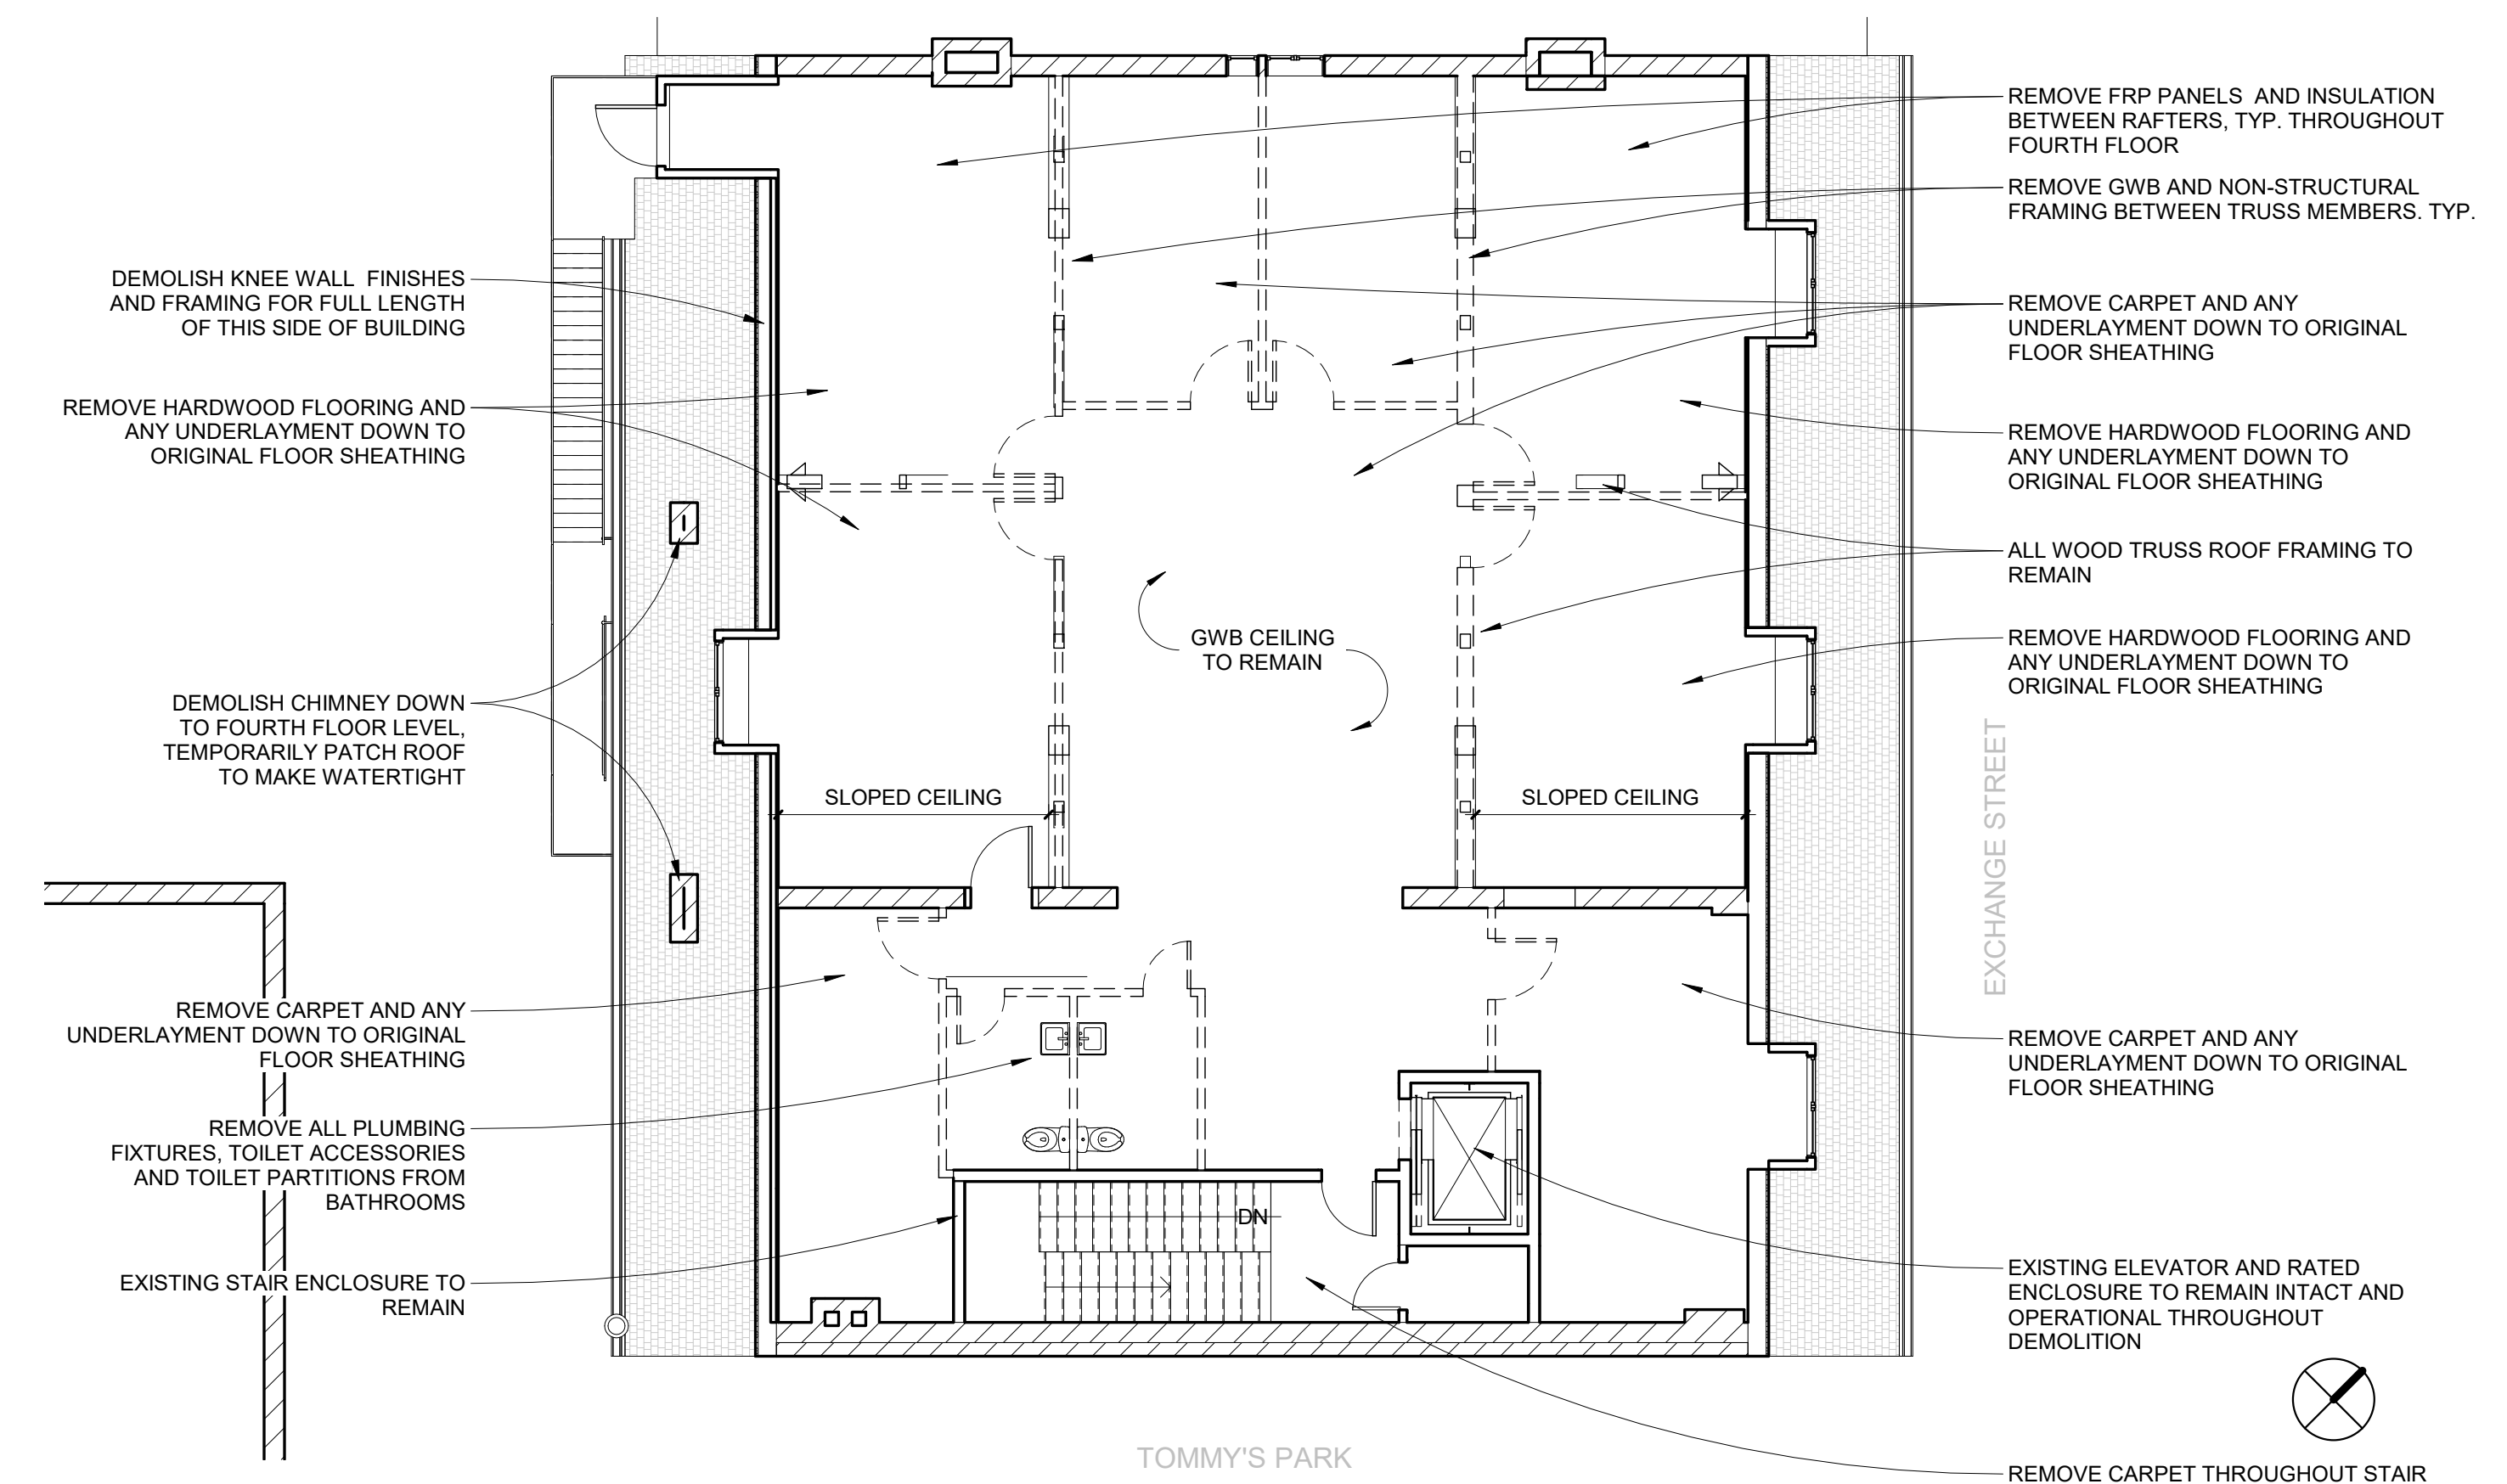 DEMOLISH KNEE WALL  FINISHES
AND FRAMING FOR FULL LENGTH
OF THIS SIDE OF BUILDING
REMOVE HARDWOOD FLOORING AND
ANY UNDERLAYMENT DOWN TO
ORIGINAL FLOOR SHEATHING
DEMOLISH CHIMNEY DOWN
TO FOURTH FLOOR LEVEL,
TEMPORARILY PATCH ROOF
TO MAKE WATERTIGHT
REMOVE CARPET AND ANY
UNDERLAYMENT DOWN TO ORIGINAL
FLOOR SHEATHING
REMOVE ALL PLUMBING
FIXTURES, TOILET ACCESSORIES
AND TOILET PARTITIONS FROM
BATHROOMS
EXISTING STAIR ENCLOSURE TO
REMAIN
GWB CEILING
TO REMAIN
SLOPED CEILING
SLOPED CEILING
DN
TOMMY'S PARK
EXCHANGE STREET
REMOVE FRP PANELS  AND INSULATION
BETWEEN RAFTERS, TYP. THROUGHOUT
FOURTH FLOOR
REMOVE GWB AND NON-STRUCTURAL
FRAMING BETWEEN TRUSS MEMBERS. TYP.
REMOVE CARPET AND ANY
UNDERLAYMENT DOWN TO ORIGINAL
FLOOR SHEATHING
REMOVE HARDWOOD FLOORING AND
ANY UNDERLAYMENT DOWN TO
ORIGINAL FLOOR SHEATHING
ALL WOOD TRUSS ROOF FRAMING TO
REMAIN
REMOVE HARDWOOD FLOORING AND
ANY UNDERLAYMENT DOWN TO
ORIGINAL FLOOR SHEATHING
REMOVE CARPET AND ANY
UNDERLAYMENT DOWN TO ORIGINAL
FLOOR SHEATHING
EXISTING ELEVATOR AND RATED
ENCLOSURE TO REMAIN INTACT AND
OPERATIONAL THROUGHOUT
DEMOLITION
REMOVE CARPET THROUGHOUT STAIR